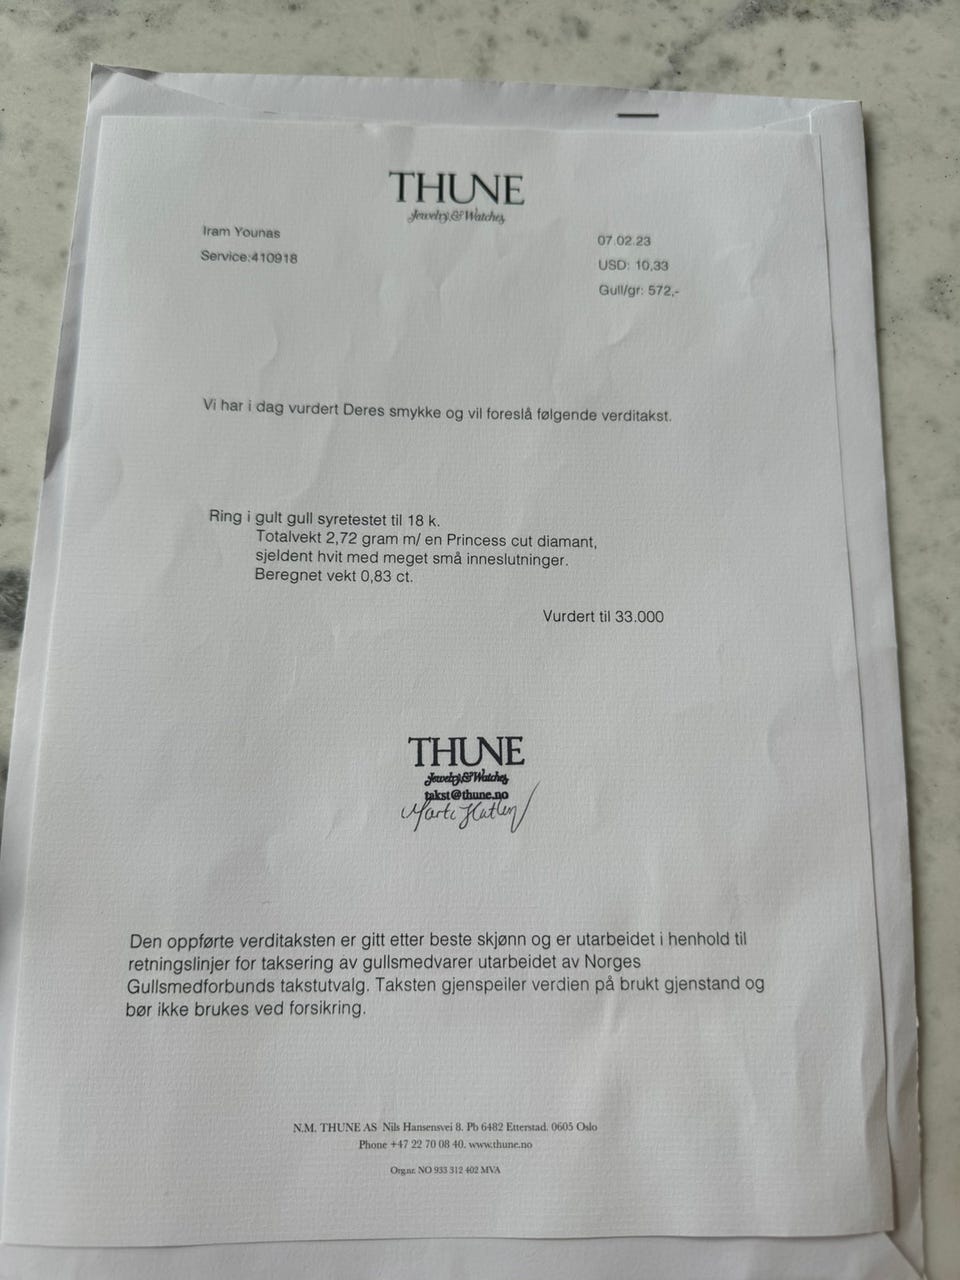 THUNE
Jewelry & Watches
Iram Younas
Service:410918
07.02.23
USD: 10,33
Gull/gr: 572,-
Vi har i dag vurdert Deres smykke og vil foreslå følgende verditakst.
Ring i gult gull syretestet til 18 k.
Totalvekt 2,72 gram m/ en Princess cut diamant,
sjeldent hvit med meget små inneslutninger.
Beregnet vekt 0,83 ct.
Vurdert til 33.000
THUNE
Jewelry & Watches
takst@thune.no
Den oppførte verditaksten er gitt etter beste skjønn og er utarbeidet i henhold til
retningslinjer for taksering av gullsmedvarer utarbeidet av Norges
Gullsmedforbunds takstutvalg. Taksten gjenspeiler verdien på brukt gjenstand og
bør ikke brukes ved forsikring.
N.M. THUNE AS Nils Hansensvei 8. Pb 6482 Etterstad. 0605 Oslo
Phone +47 22 70 08 40. www.thune.no
Org.nr. NO 933 312 402 MVA